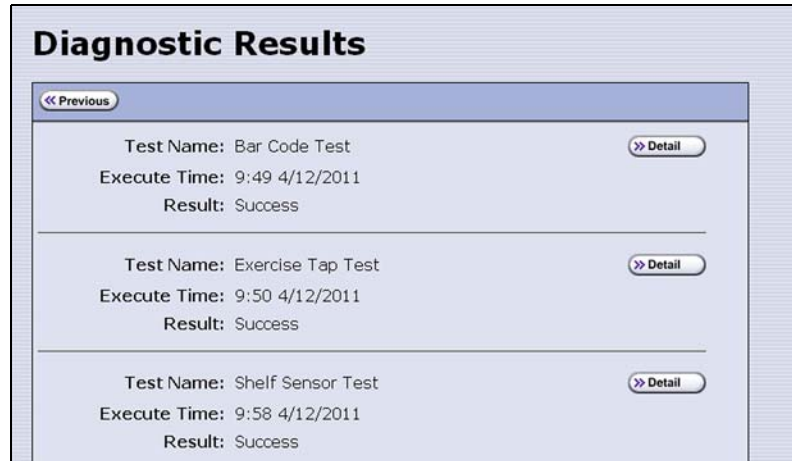 Diagnostic Results
Previous
Test Name: Bar Code Test
Detail
Execute Time: 9:49 4/12/2011
Result: Success
Test Name: Exercise Tap Test
Detail
Execute Time: 9:50 4/12/2011
Result: Success
Test Name: Shelf Sensor Test
Detail
Execute Time: 9:58 4/12/2011
Result: Success